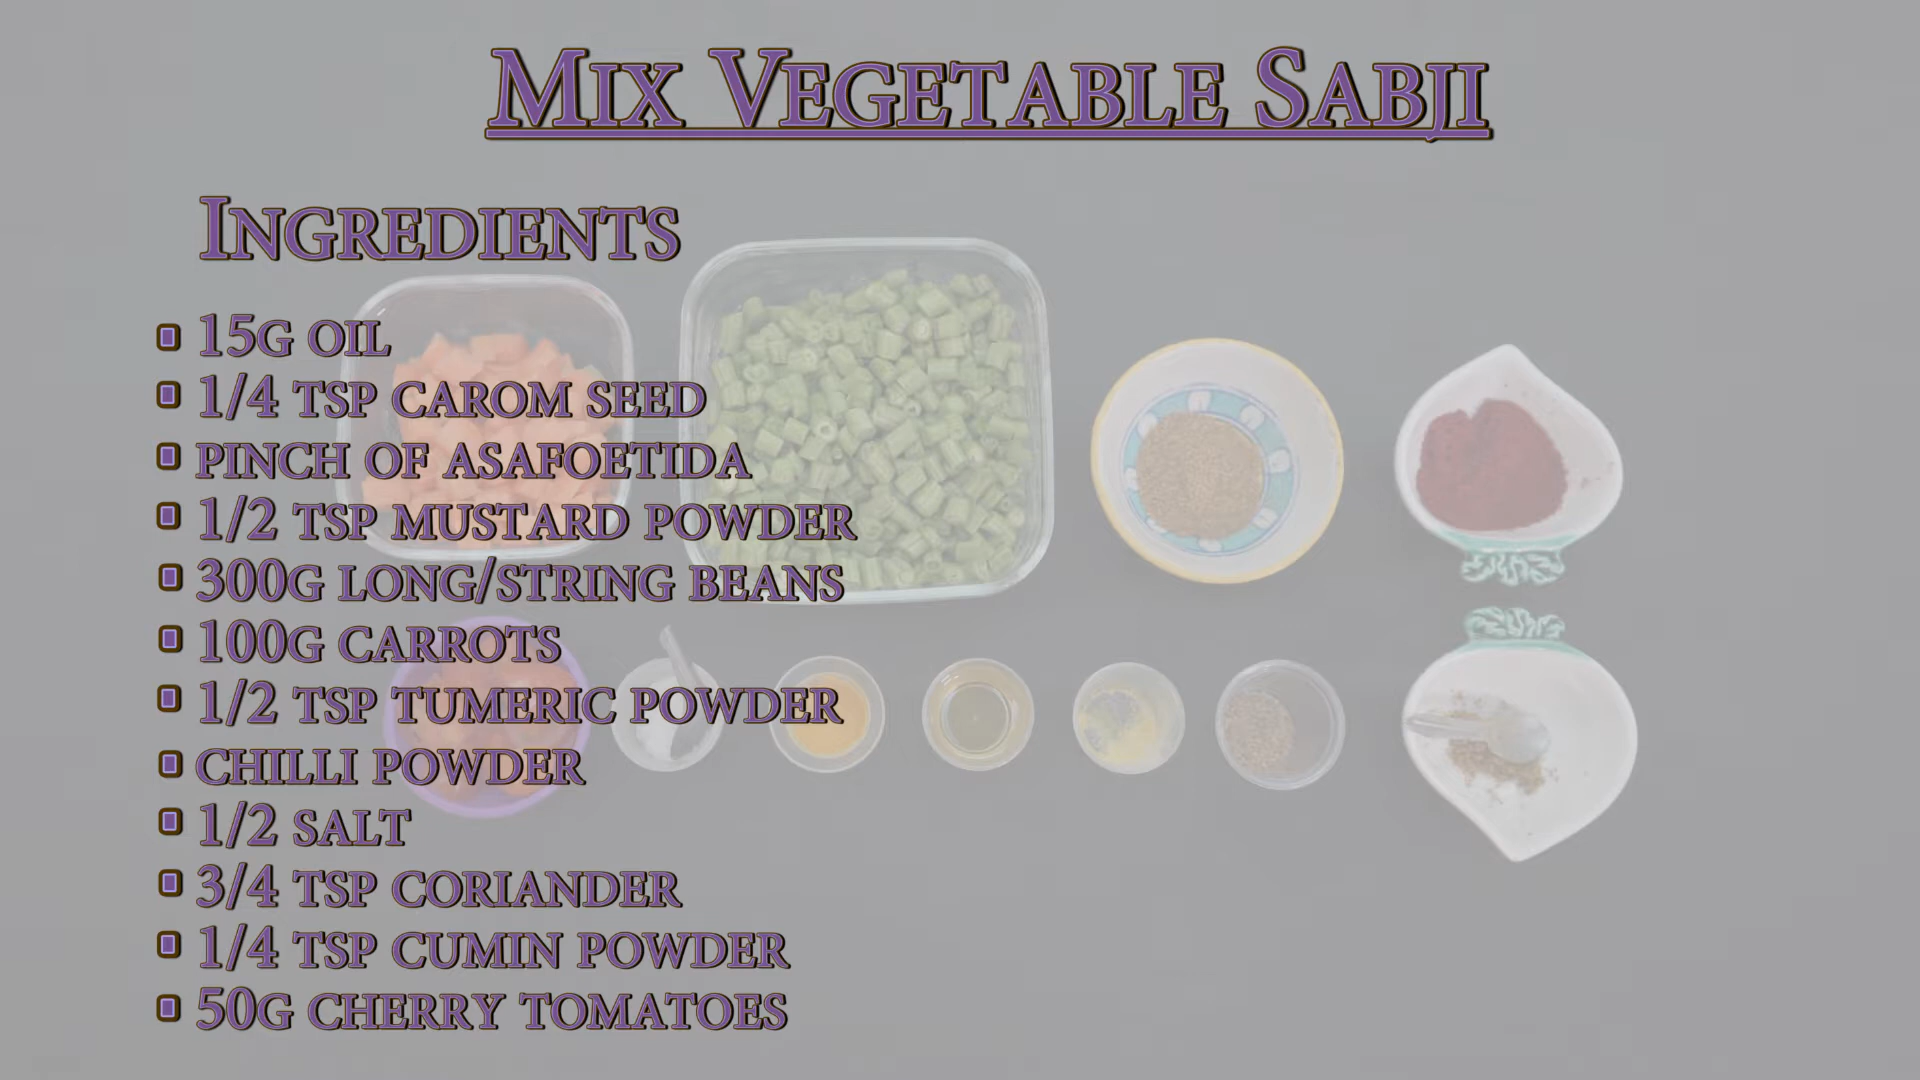 Mix Vegetable Sabji
Ingredients
15g oil
1/4 tsp carom seed
pinch of asafoetida
1/2 tsp mustard powder
300g long/string beans
100g carrots
1/2 tsp tumeric powder
chilli powder
1/2 salt
3/4 tsp coriander
1/4 tsp cumin powder
50g cherry tomatoes